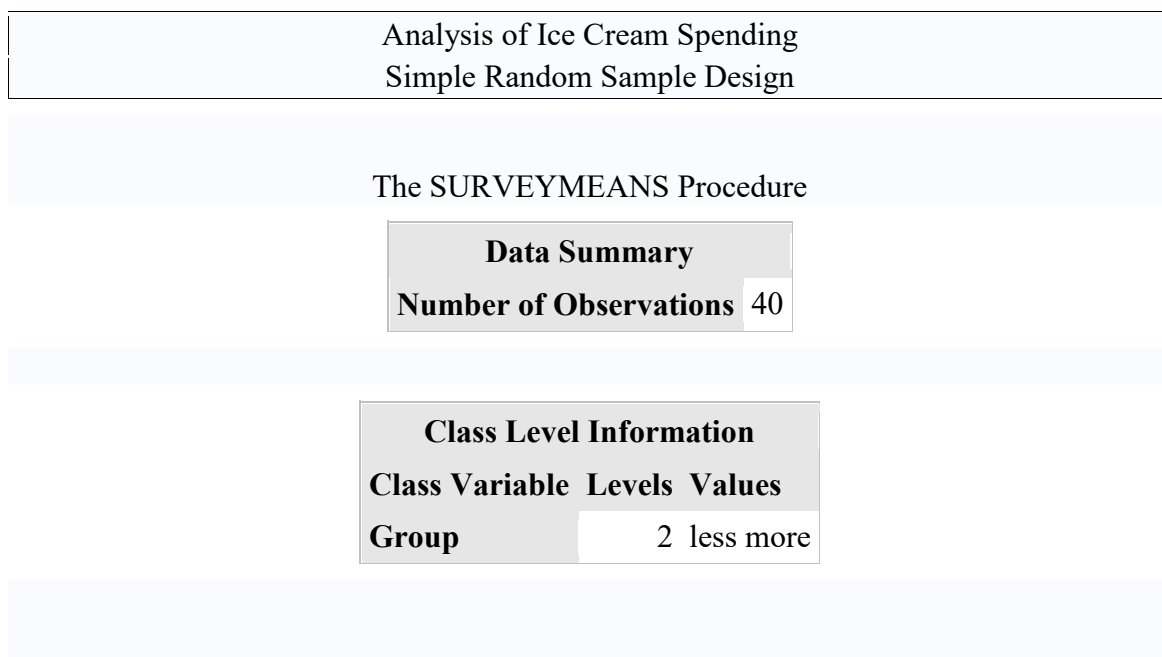 Analysis of Ice Cream Spending
Simple Random Sample Design
The SURVEYMEANS Procedure
Data Summary
Number of Observations 40
Class Level Information
Class Variable Levels Values
Group 2 less more